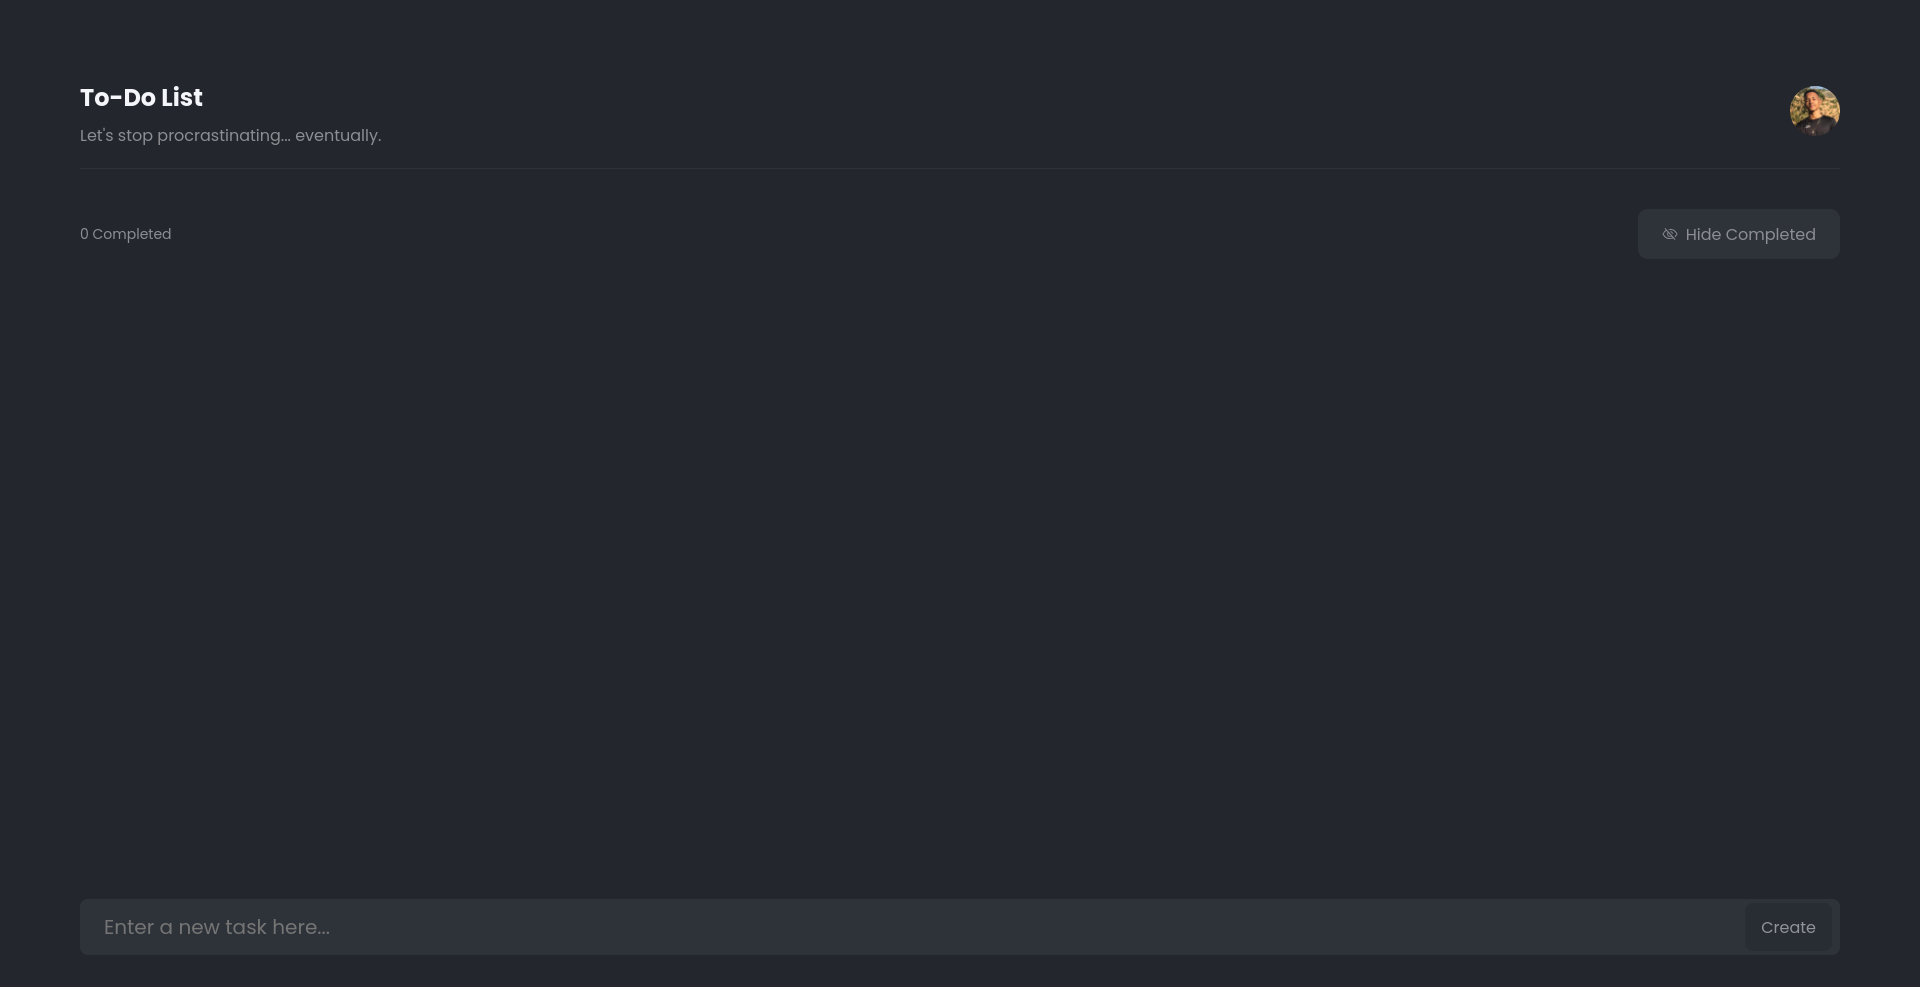 To-Do List
Let's stop procrastinating... eventually.
0 Completed
Hide Completed
Enter a new task here...
Create